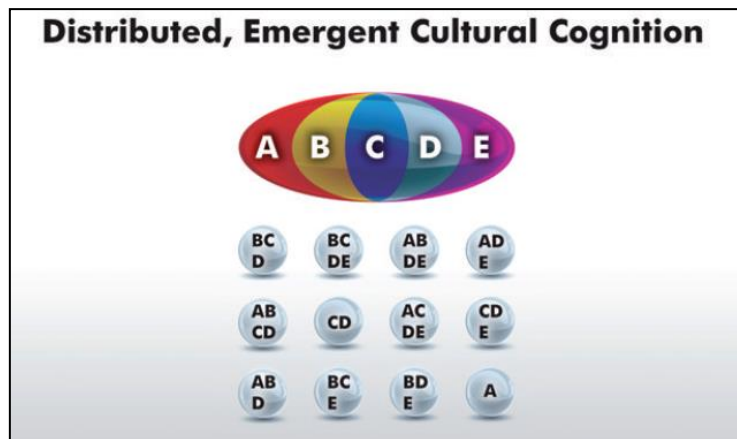 Distributed, Emergent Cultural Cognition
A B C D E
BC
D
BC
DE
AB
DE
AD
E
AB
CD
CD
AC
DE
CD
E
AB
D
BC
E
BD
E
A